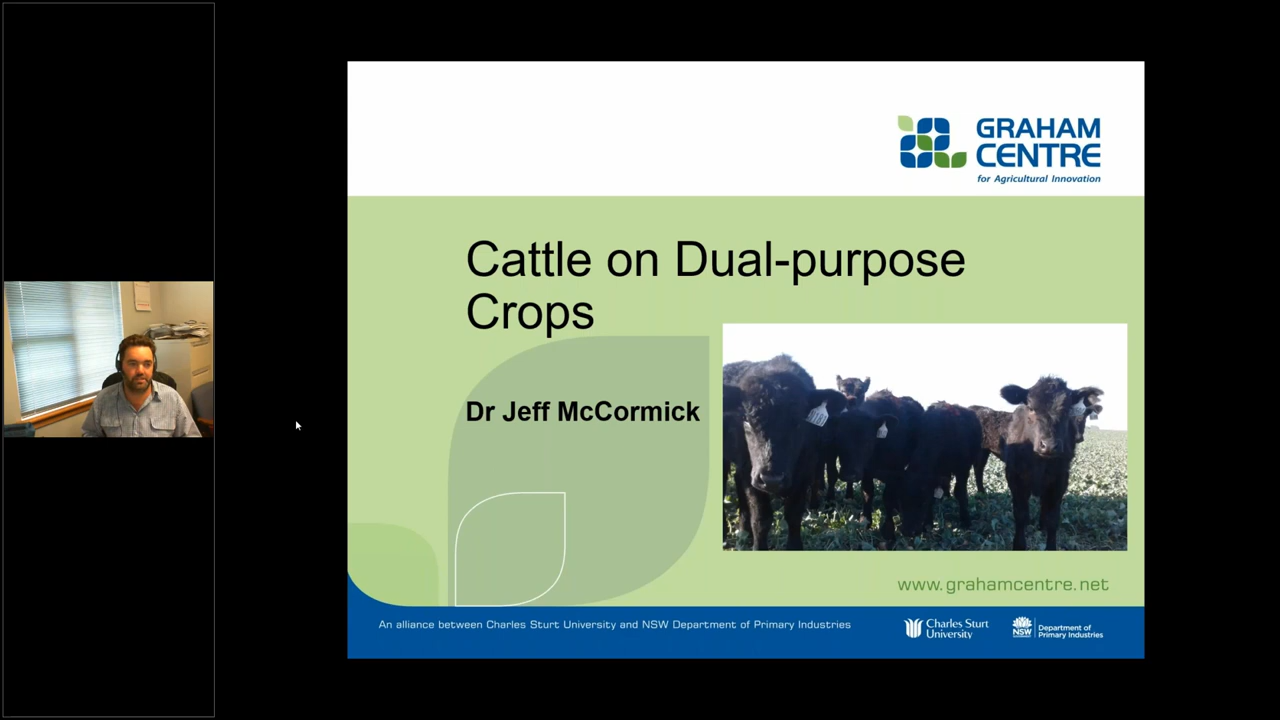 GRAHAM
CENTRE
for Agricultural Innovation
Cattle on Dual-purpose
Crops
Dr Jeff McCormick
www.grahamcentre.net
An alliance between Charles Sturt University and NSW Department of Primary Industries
Charles Sturt
University
NSW
Department of
Primary Industries